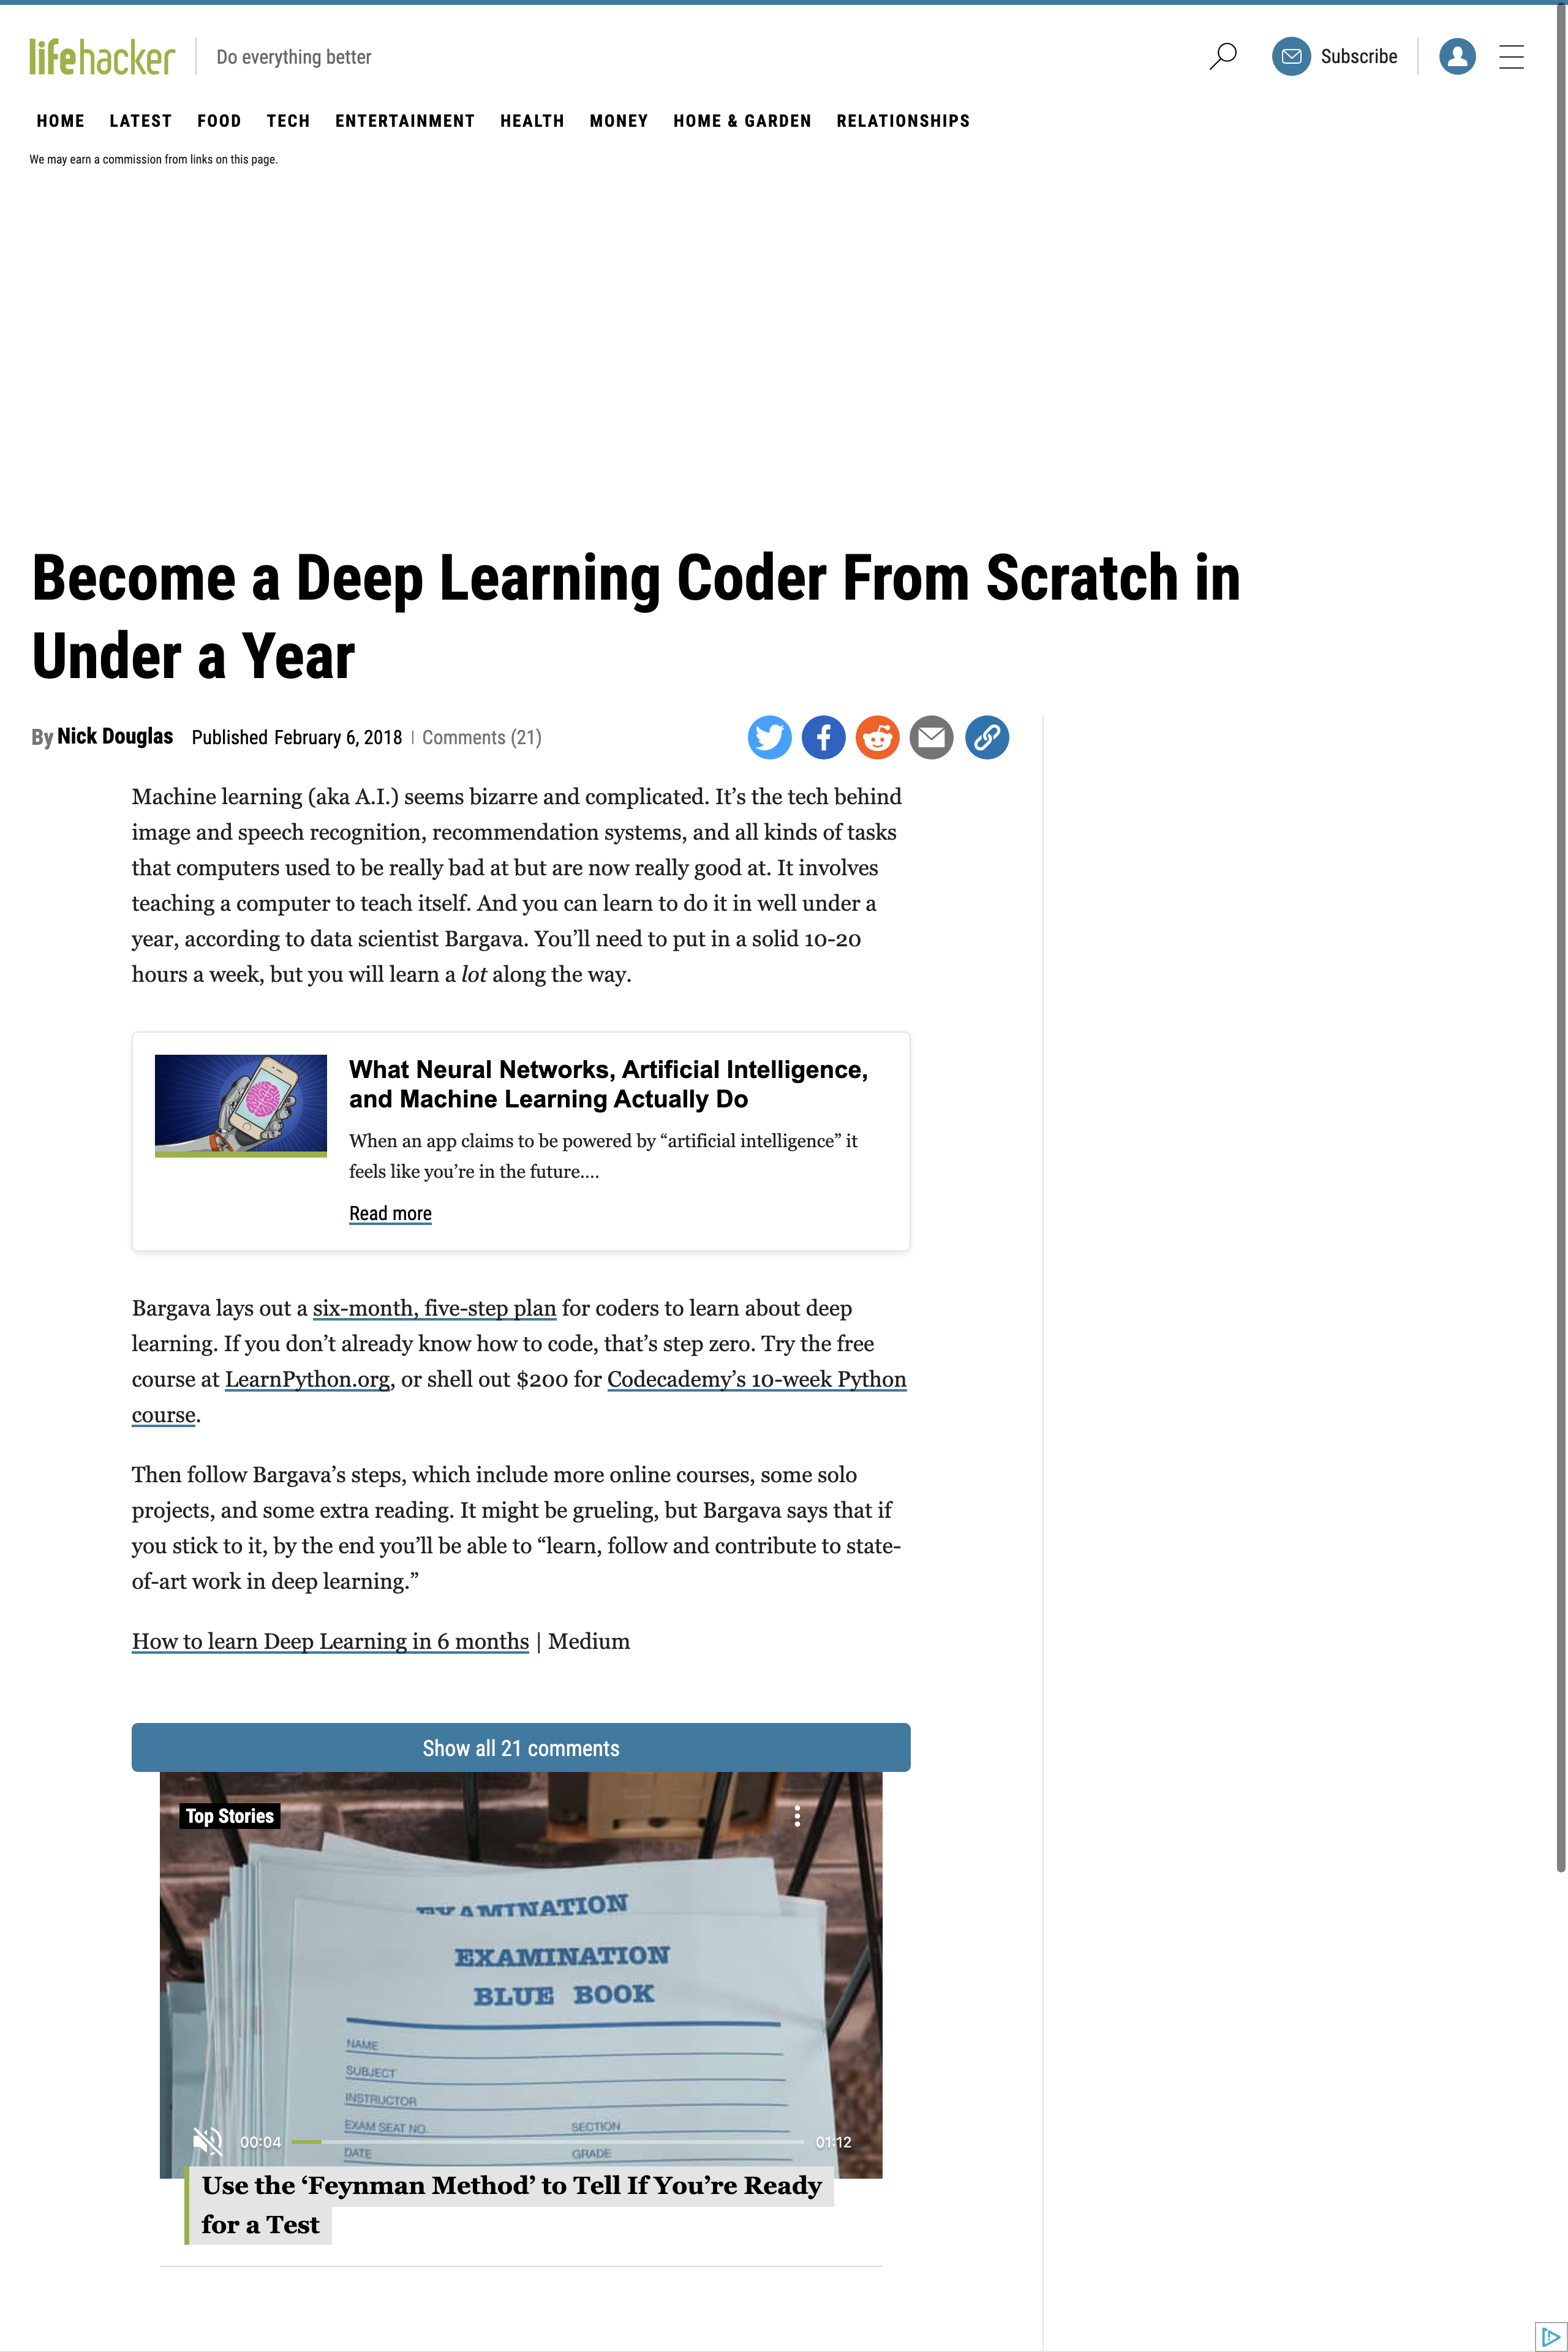 lifehacker
Do everything better
Subscribe
HOME LATEST FOOD TECH ENTERTAINMENT HEALTH MONEY HOME & GARDEN RELATIONSHIPS
We may earn a commission from links on this page.
Become a Deep Learning Coder From Scratch in
Under a Year
By Nick Douglas Published February 6, 2018 | Comments (21)
Machine learning (aka A.I.) seems bizarre and complicated. It’s the tech behind
image and speech recognition, recommendation systems, and all kinds of tasks
that computers used to be really bad at but are now really good at. It involves
teaching a computer to teach itself. And you can learn to do it in well under a
year, according to data scientist Bargava. You’ll need to put in a solid 10-20
hours a week, but you will learn a lot along the way.
What Neural Networks, Artificial Intelligence,
and Machine Learning Actually Do
When an app claims to be powered by “artificial intelligence” it
feels like you’re in the future....
Read more
Bargava lays out a six-month, five-step plan for coders to learn about deep
learning. If you don’t already know how to code, that’s step zero. Try the free
course at LearnPython.org, or shell out $200 for Codecademy’s 10-week Python
course.
Then follow Bargava’s steps, which include more online courses, some solo
projects, and some extra reading. It might be grueling, but Bargava says that if
you stick to it, by the end you’ll be able to “learn, follow and contribute to state-
of-art work in deep learning.”
How to learn Deep Learning in 6 months | Medium
Show all 21 comments
Top Stories
EXAMINATION
EXAMINATION
BLUE BOOK
NAME
SUBJECT
INSTRUCTOR
EXAM SEAT NO. SECTION
00:04 01:12
DATE GRADE
Use the ‘Feynman Method’ to Tell If You’re Ready
for a Test